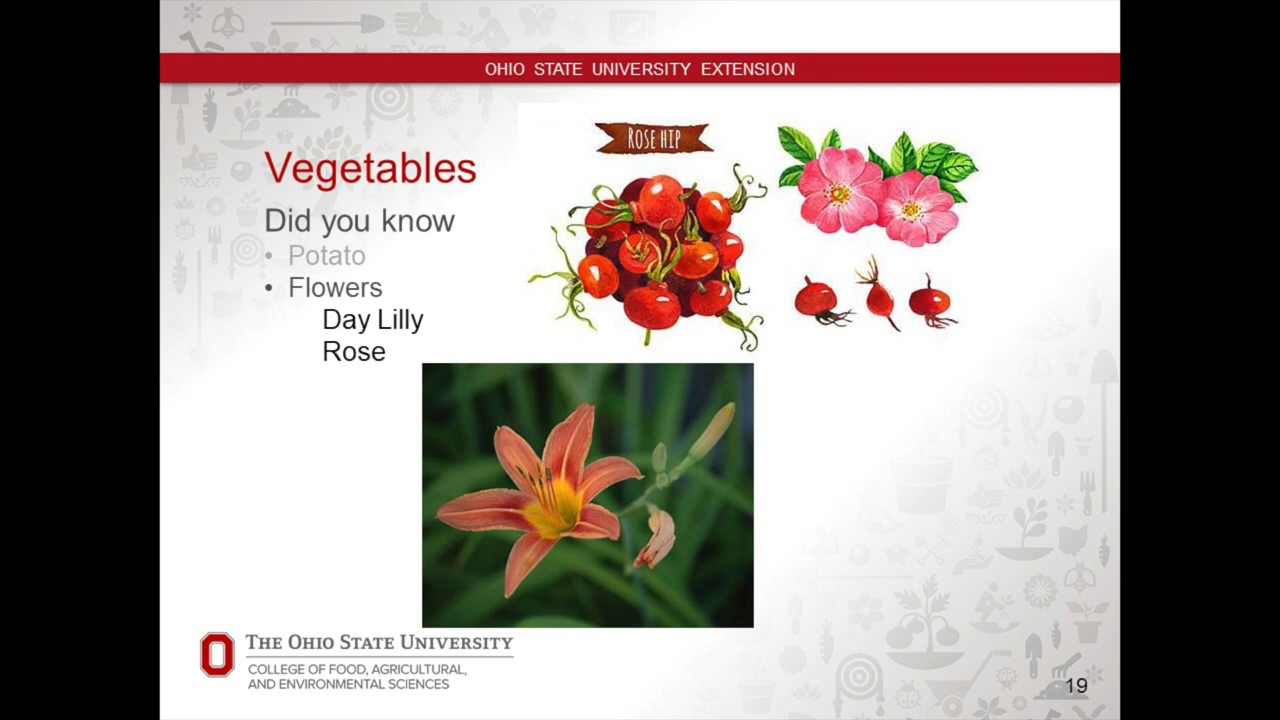 OHIO STATE UNIVERSITY EXTENSION
ROSE HIP
Vegetables
Did you know
• Potato
• Flowers
Day Lilly
Rose
THE OHIO STATE UNIVERSITY
COLLEGE OF FOOD, AGRICULTURAL,
AND ENVIRONMENTAL SCIENCES
19